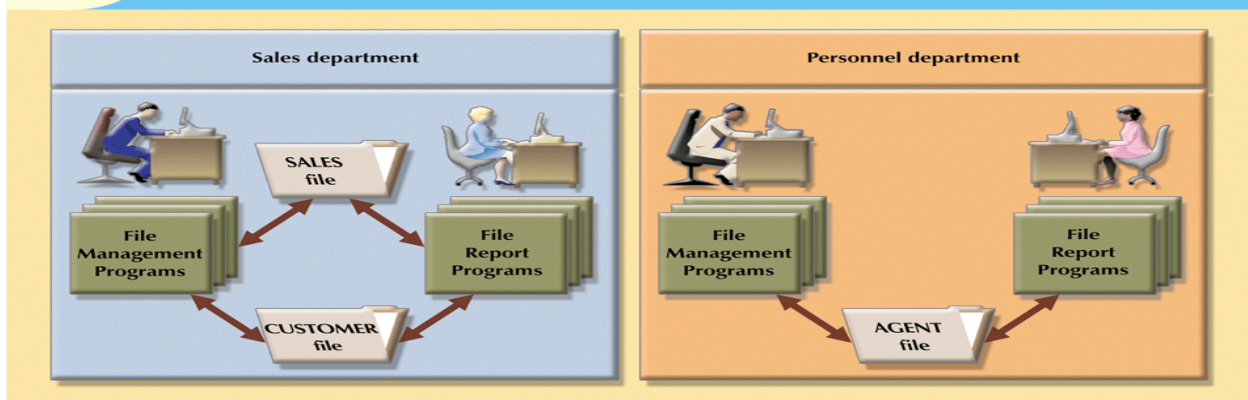 Sales department
Personnel department
SALES
file
File
Management
Programs
File
Report
Programs
CUSTOMER
file
File
Management
Programs
File
Report
Programs
AGENT
file